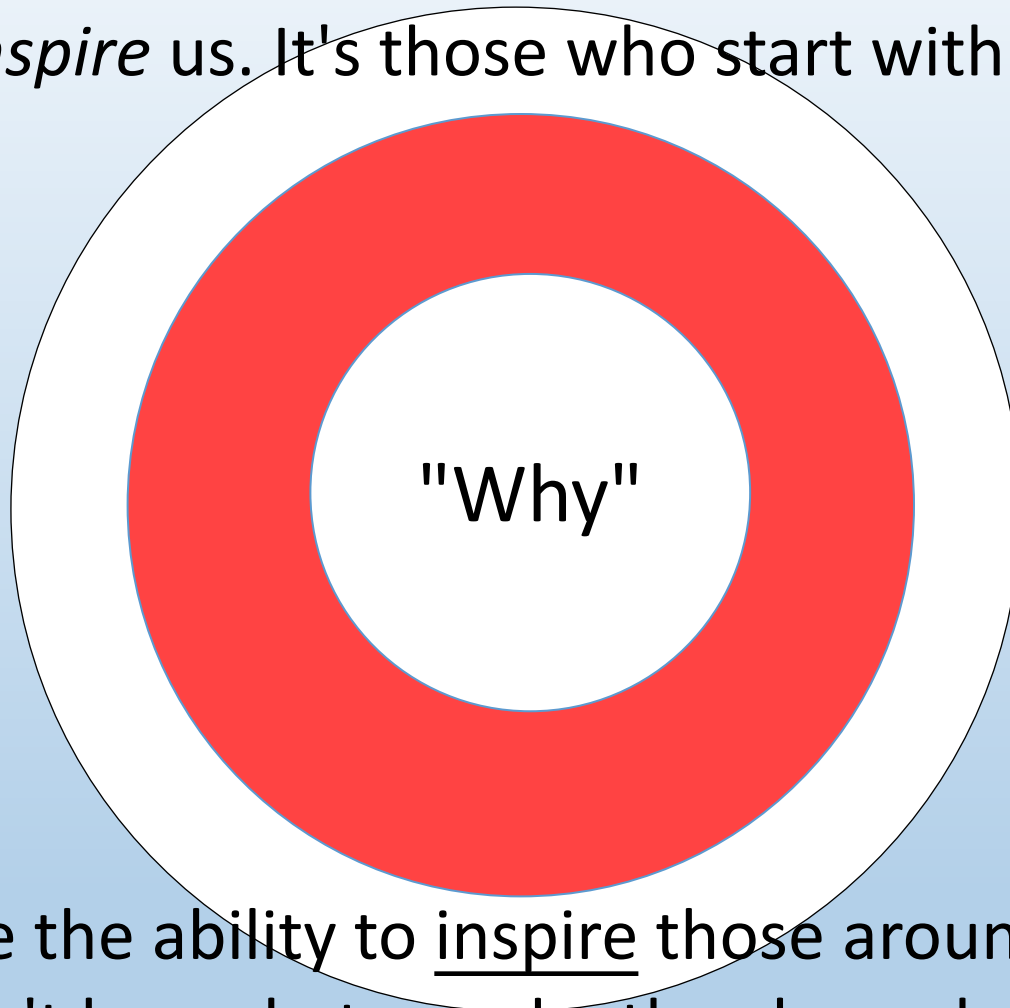 spire us. It's those who start with
"Why"
e the ability to inspire those aroun